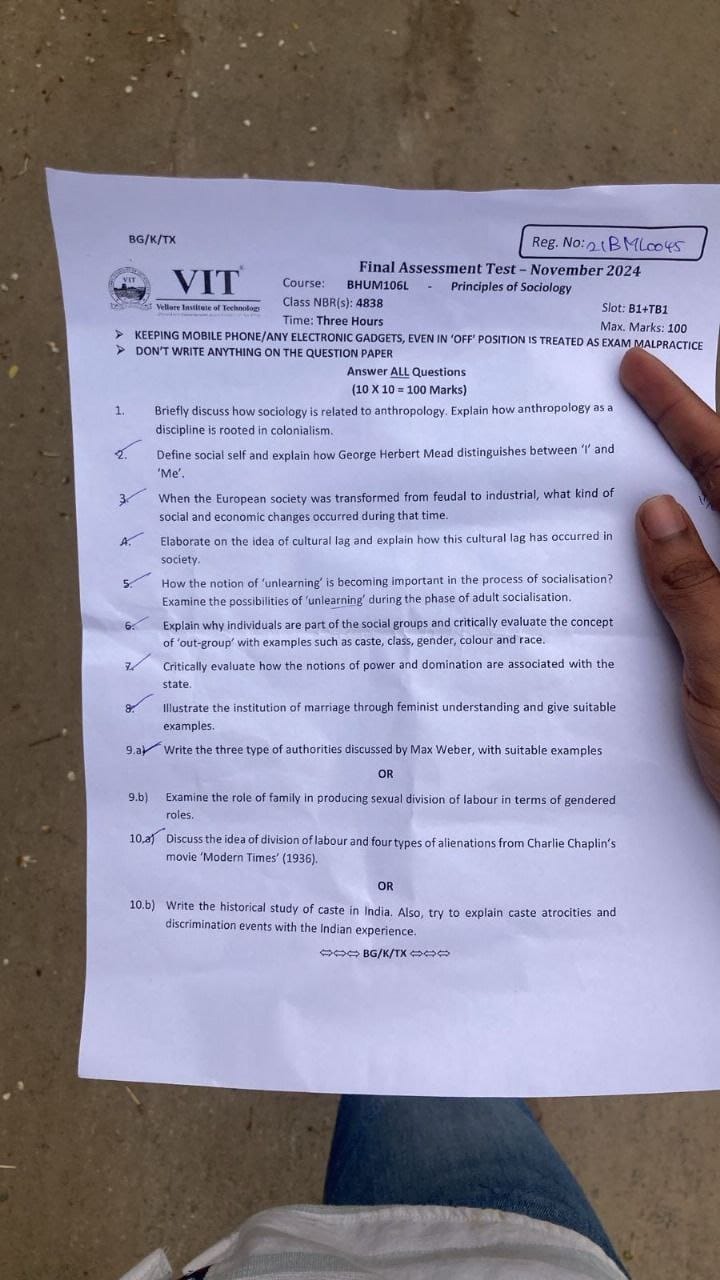 BG/K/TX
Reg. No: 21BML0045
VIT
VIT
Vellore Institute of Technology
Final Assessment Test – November 2024
Course: BHUM106L - Principles of Sociology
Class NBR(s): 4838
Slot: B1+TB1
Time: Three Hours
Max. Marks: 100
➢ KEEPING MOBILE PHONE/ANY ELECTRONIC GADGETS, EVEN IN ‘OFF’ POSITION IS TREATED AS EXAM MALPRACTICE
➢ DON’T WRITE ANYTHING ON THE QUESTION PAPER
Answer ALL Questions
(10 X 10 = 100 Marks)
1. Briefly discuss how sociology is related to anthropology. Explain how anthropology as a
discipline is rooted in colonialism.
2. Define social self and explain how George Herbert Mead distinguishes between ‘I’ and
‘Me’.
3. When the European society was transformed from feudal to industrial, what kind of
social and economic changes occurred during that time.
4. Elaborate on the idea of cultural lag and explain how this cultural lag has occurred in
society.
5. How the notion of ‘unlearning’ is becoming important in the process of socialisation?
Examine the possibilities of ‘unlearning’ during the phase of adult socialisation.
6. Explain why individuals are part of the social groups and critically evaluate the concept
of ‘out-group’ with examples such as caste, class, gender, colour and race.
7. Critically evaluate how the notions of power and domination are associated with the
state.
8. Illustrate the institution of marriage through feminist understanding and give suitable
examples.
9.a) Write the three type of authorities discussed by Max Weber, with suitable examples
OR
9.b) Examine the role of family in producing sexual division of labour in terms of gendered
roles.
10.a) Discuss the idea of division of labour and four types of alienations from Charlie Chaplin’s
movie ‘Modern Times’ (1936).
OR
10.b) Write the historical study of caste in India. Also, try to explain caste atrocities and
discrimination events with the Indian experience.
⇔⇔⇔ BG/K/TX ⇔⇔⇔